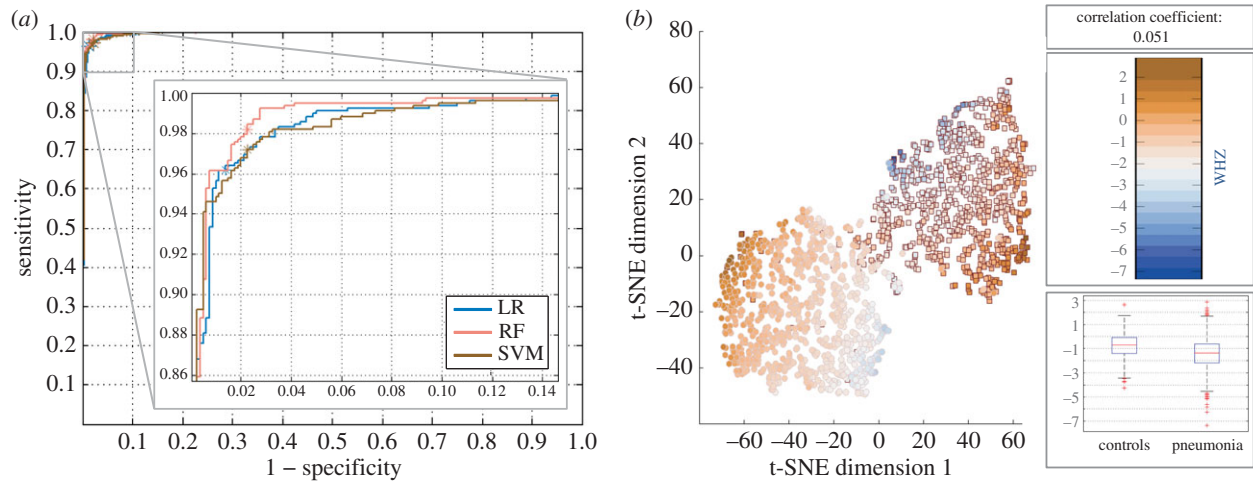 (a)
1.0
0.9
0.8
0.7
0.6
0.5
0.4
0.3
0.2
0.1
sensitivity
0.1 0.2 0.3 0.4 0.5 0.6 0.7 0.8 0.9 1.0
1 – specificity
1.00
0.98
0.96
0.94
0.92
0.90
0.88
0.86
0.02 0.04 0.06 0.08 0.10 0.12 0.14
LR
RF
SVM
(b)
80
60
40
20
0
−20
−40
t-SNE dimension 2
−60 −40 −20 0 20 40 60
t-SNE dimension 1
correlation coefficient:
0.051
2
1
0
−1
−2
−3
−4
−5
−6
−7
WHZ
3
1
−1
−3
−5
−7
controls pneumonia